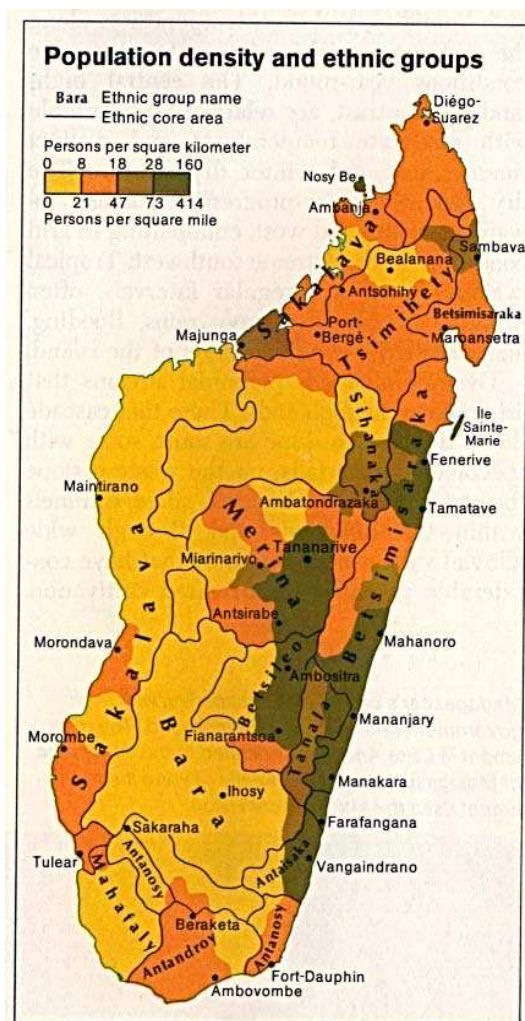 Population density and ethnic groups
Bara Ethnic group name
Ethnic core area
Persons per square kilometer
0 8 18 28 160
0 21 47 73 414
Persons per square mile
Diégo-
Suarez
Nosy Be
Ambanja
Sambava
Bealanana
Sakalava
Antsohihy
Tsimihety
Betsimisaraka
Port-
Bergé
Maroansetra
Majunga
Île
Sainte-
Marie
Sihanaka
Fenerive
Maintirano
Ambatondrazaka
Tamatave
Merina
Betsimisaraka
Tananarive
Miarinarivo
Antsirabe
Mahanoro
Morondava
Sakalava
Ambositra
Betsileo
Tanala
Mananjary
Fianarantsoa
Morombe
Bara
Ihosy
Manakara
Sakaraha
Farafangana
Tulear
Antanosy
Antaisaka
Vangaindrano
Mahafaly
Beraketa
Antandroy
Antanosy
Fort-Dauphin
Ambovombe